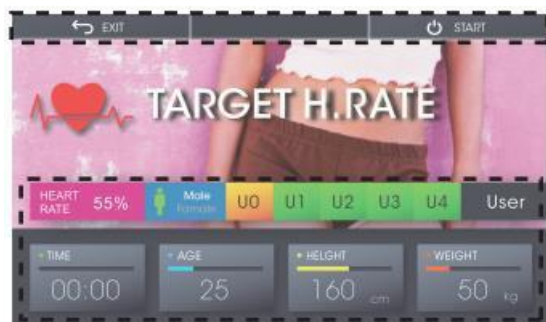 EXIT START
TARGET H.RATE
HEART RATE 55% Male Female U0 U1 U2 U3 U4 User
TIME AGE HELGHT WEIGHT
00:00 25 160 cm 50 kg